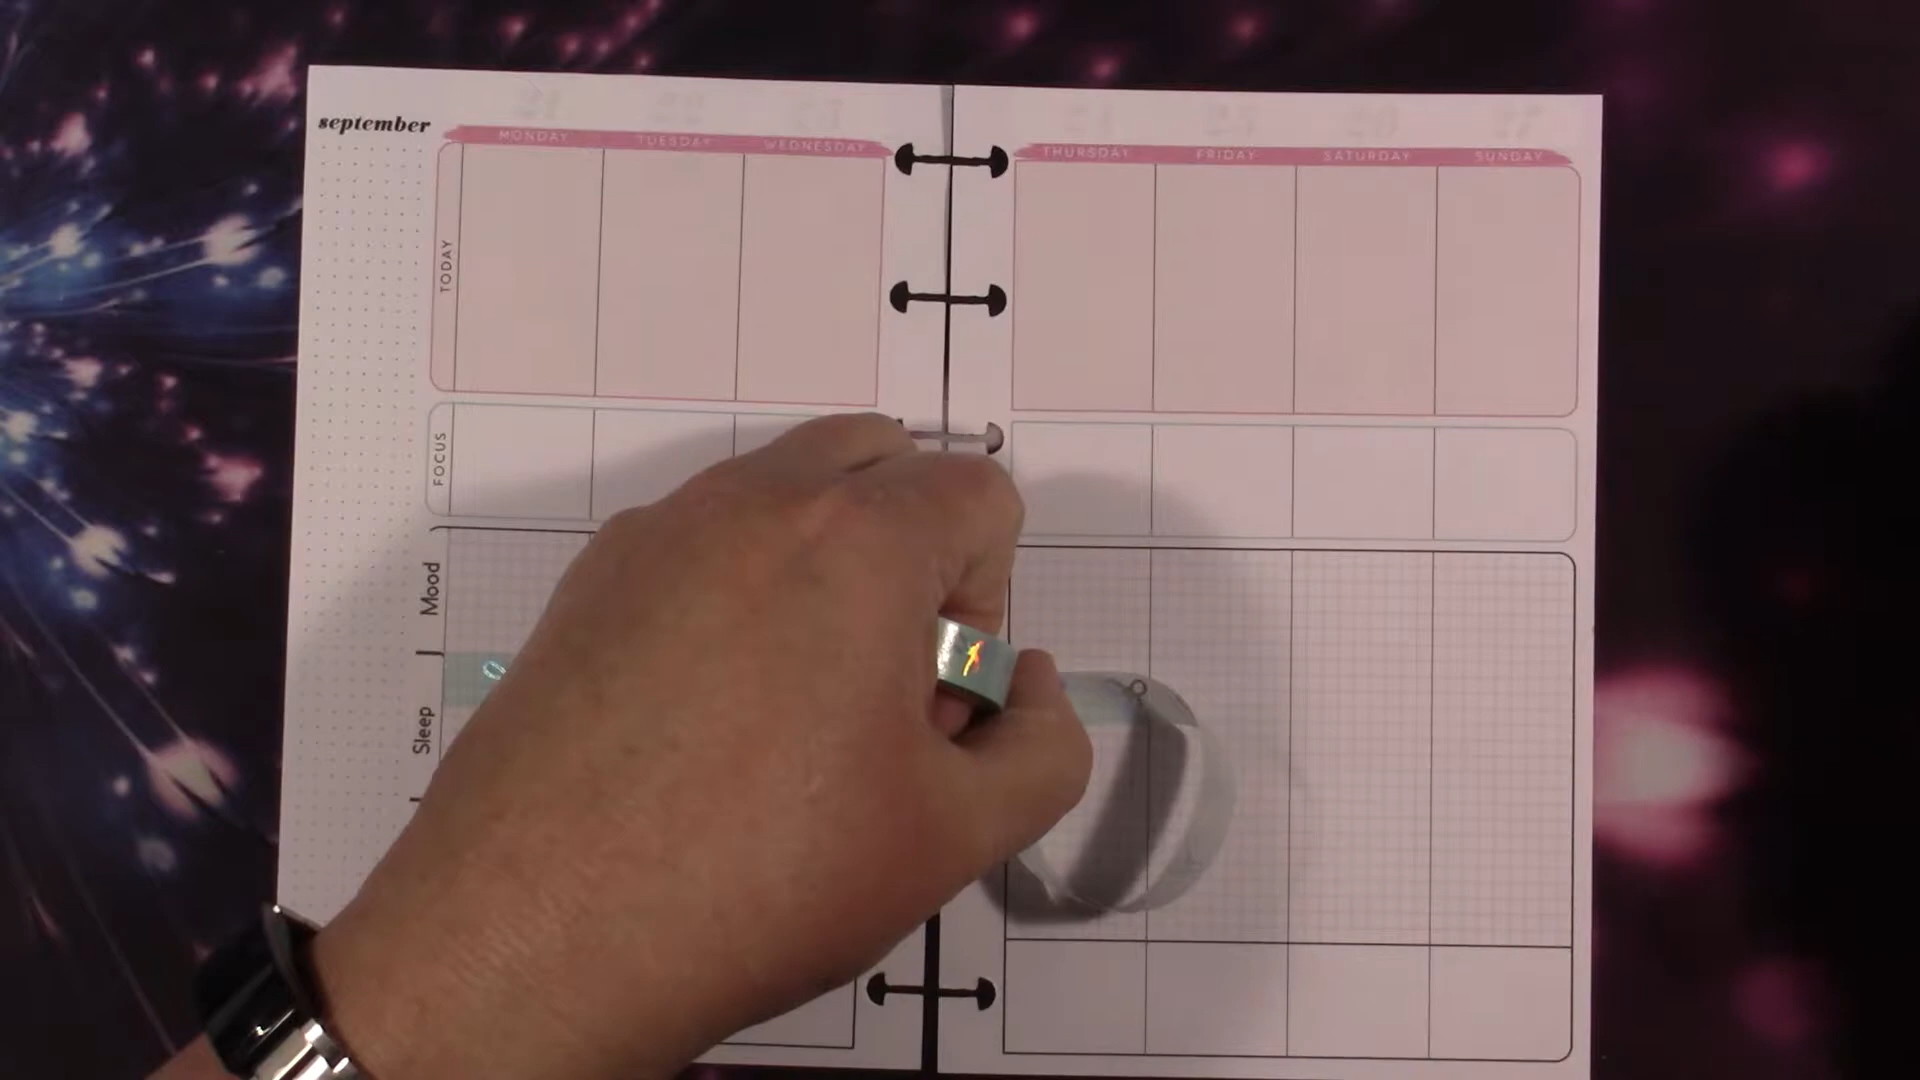 september
MONDAY TUESDAY WEDNESDAY
THURSDAY FRIDAY SATURDAY SUNDAY
TODAY
FOCUS
Mood
Sleep